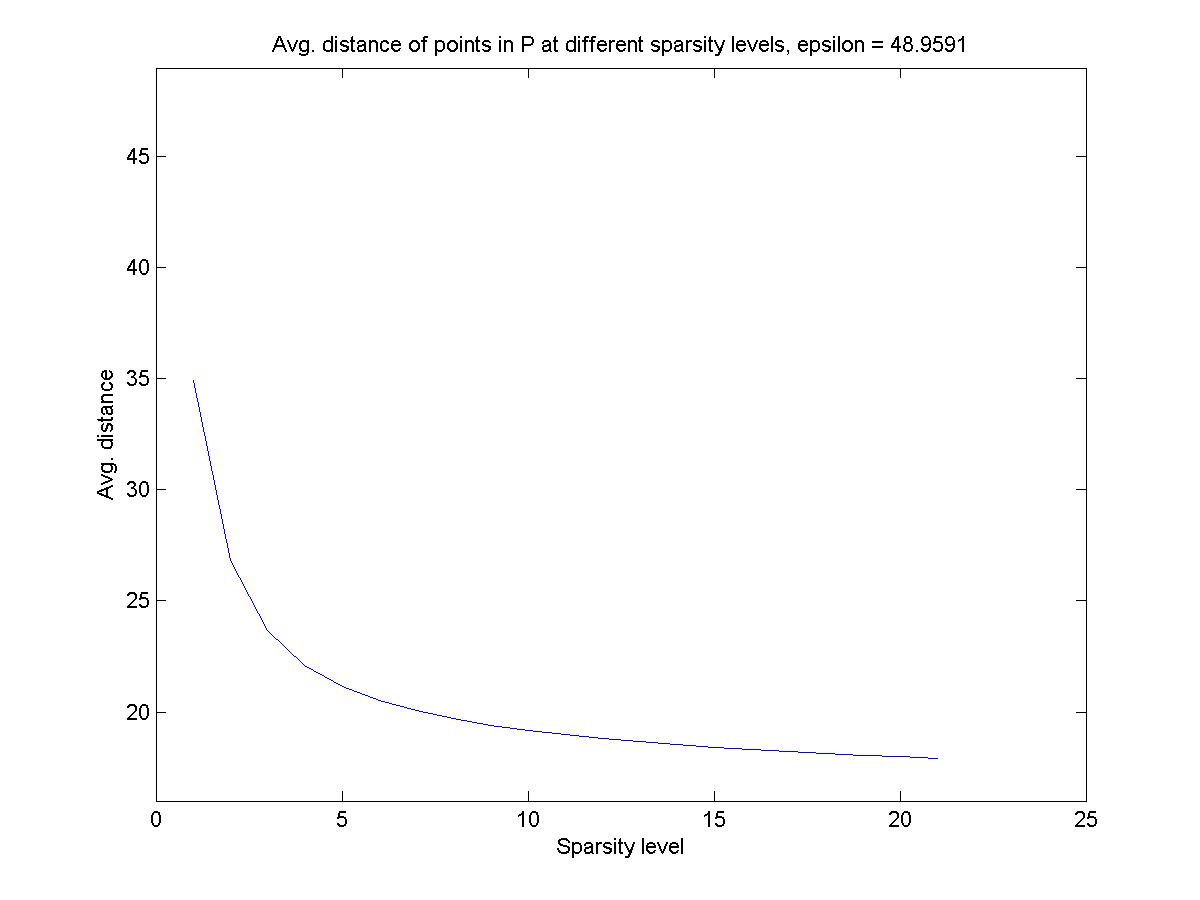 Avg. distance of points in P at different sparsity levels, epsilon = 48.9591
45
40
35
30
25
20
Avg. distance
0 5 10 15 20 25
Sparsity level